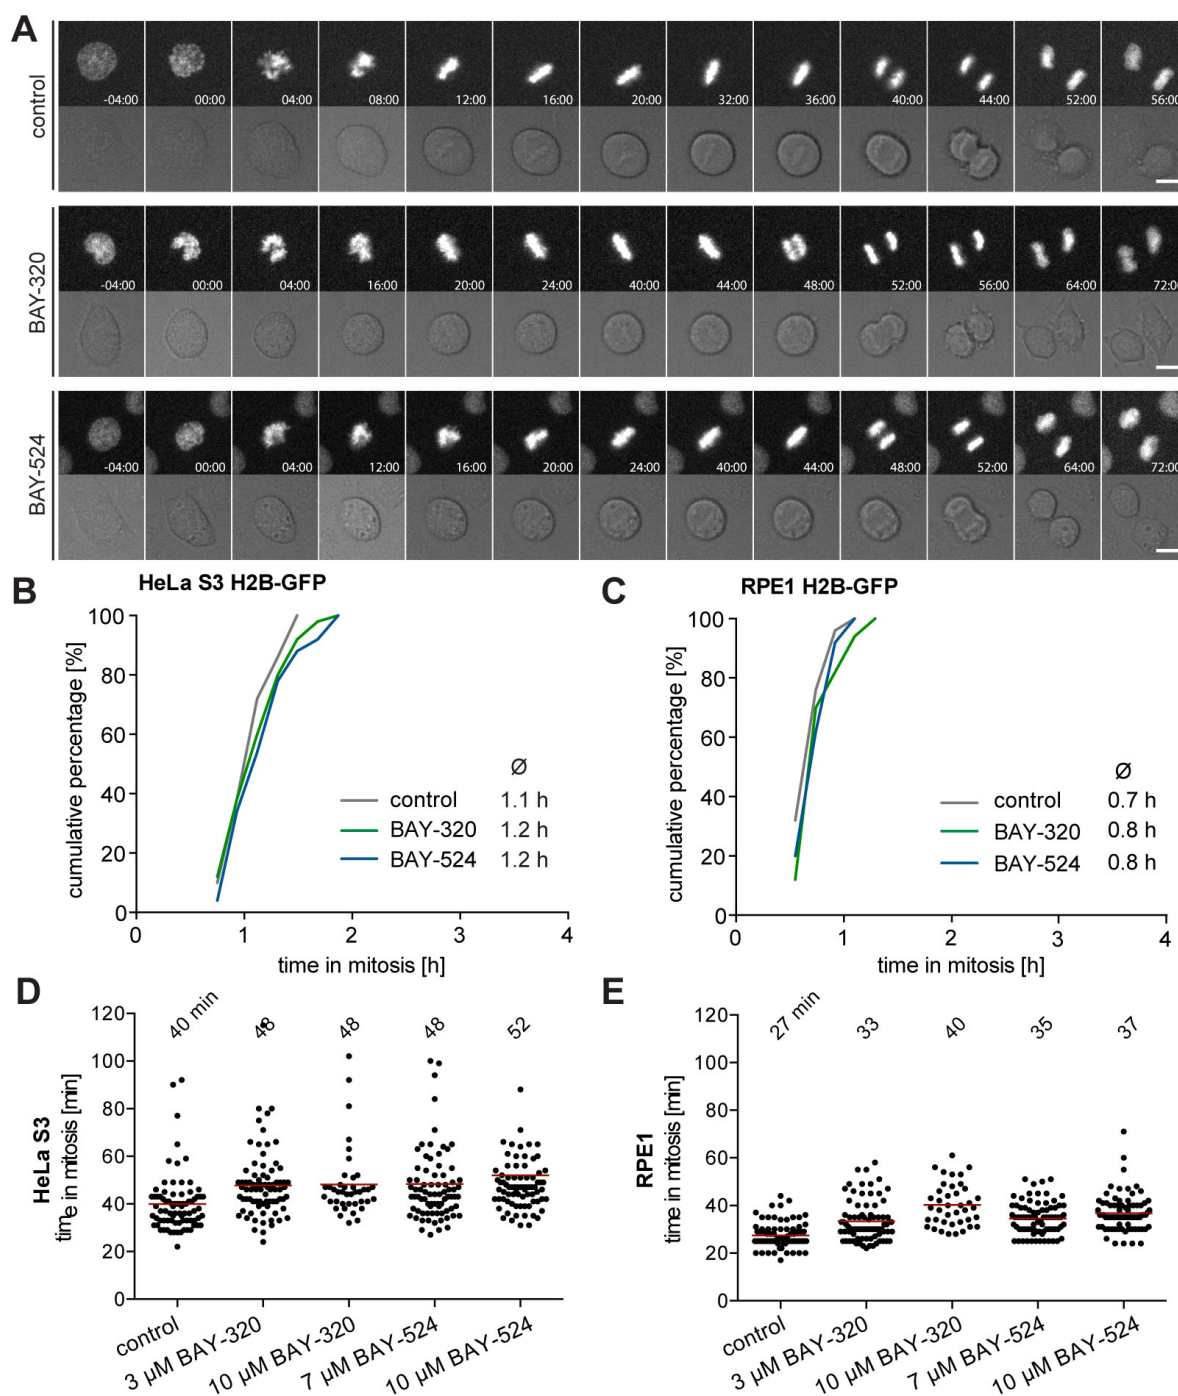 A
control
-04:00 00:00 04:00 08:00 12:00 16:00 20:00 32:00 36:00 40:00 44:00 52:00 56:00
BAY-320
-04:00 00:00 04:00 16:00 20:00 24:00 40:00 44:00 48:00 52:00 56:00 64:00 72:00
BAY-524
-04:00 00:00 04:00 12:00 16:00 20:00 24:00 40:00 44:00 48:00 52:00 64:00 72:00
B
HeLa S3 H2B-GFP
cumulative percentage [%]
100
80
60
40
20
0
Ø
control 1.1 h
BAY-320 1.2 h
BAY-524 1.2 h
0 1 2 3 4
time in mitosis [h]
C
RPE1 H2B-GFP
cumulative percentage [%]
100
80
60
40
20
0
Ø
control 0.7 h
BAY-320 0.8 h
BAY-524 0.8 h
0 1 2 3 4
time in mitosis [h]
D
HeLa S3
time in mitosis [min]
120
100
80
60
40
20
0
40 min 48 48 48 52
control
3 µM BAY-320
10 µM BAY-320
7 µM BAY-524
10 µM BAY-524
E
RPE1
time in mitosis [min]
120
100
80
60
40
20
0
27 min 33 40 35 37
control
3 µM BAY-320
10 µM BAY-320
7 µM BAY-524
10 µM BAY-524